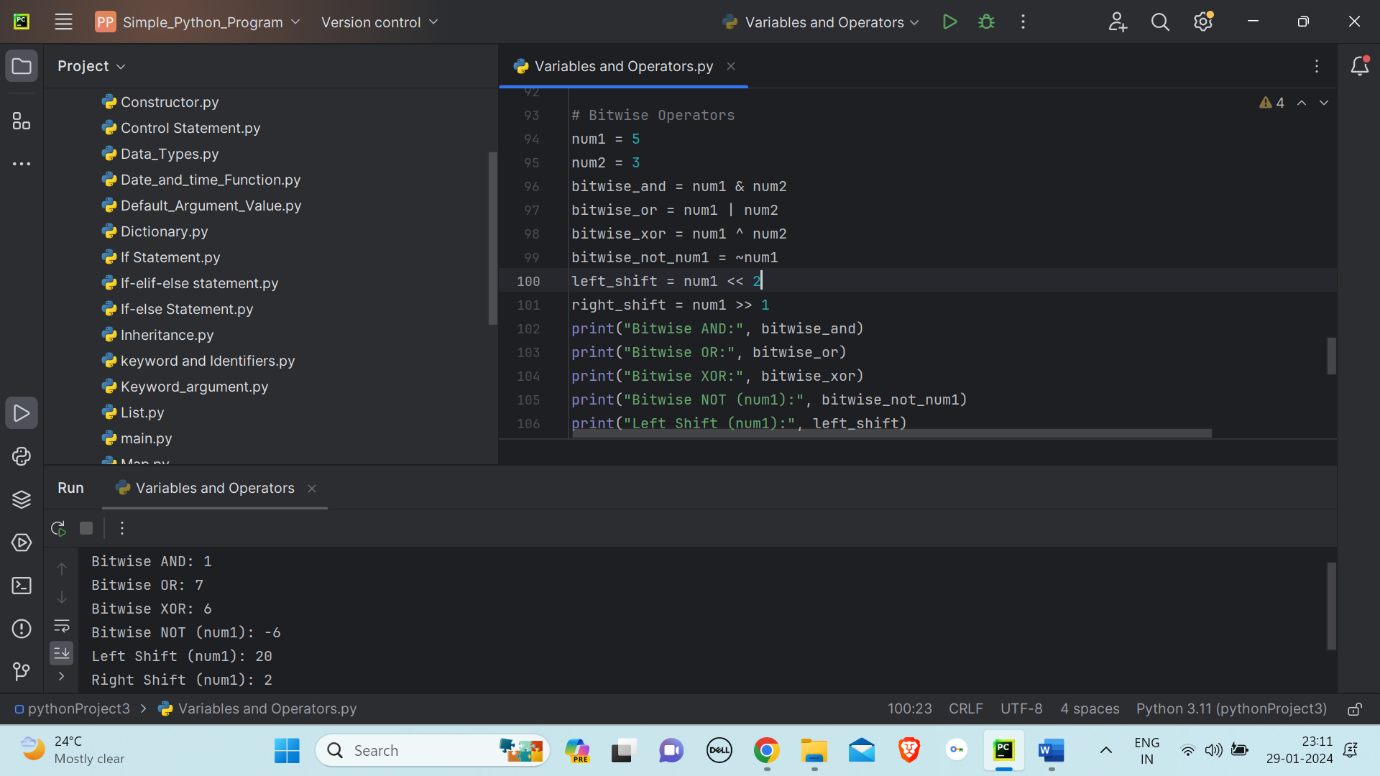 PC
PP Simple_Python_Program
Version control
Variables and Operators
Project
Constructor.py
Control Statement.py
Data_Types.py
Date_and_time_Function.py
Default_Argument_Value.py
Dictionary.py
If Statement.py
If-elif-else statement.py
If-else Statement.py
Inheritance.py
keyword and Identifiers.py
Keyword_argument.py
List.py
main.py
Map.py
Variables and Operators.py
4
92
93 # Bitwise Operators
94 num1 = 5
95 num2 = 3
96 bitwise_and = num1 & num2
97 bitwise_or = num1 | num2
98 bitwise_xor = num1 ^ num2
99 bitwise_not_num1 = ~num1
100 left_shift = num1 << 2
101 right_shift = num1 >> 1
102 print("Bitwise AND:", bitwise_and)
103 print("Bitwise OR:", bitwise_or)
104 print("Bitwise XOR:", bitwise_xor)
105 print("Bitwise NOT (num1):", bitwise_not_num1)
106 print("Left Shift (num1):", left_shift)
Run
Variables and Operators
Bitwise AND: 1
Bitwise OR: 7
Bitwise XOR: 6
Bitwise NOT (num1): -6
Left Shift (num1): 20
Right Shift (num1): 2
pythonProject3 > Variables and Operators.py
100:23 CRLF UTF-8 4 spaces Python 3.11 (pythonProject3)
24°C
Mostly clear
Search
PRE
DELL
PC
W
ENG
IN
23:11
29-01-2024